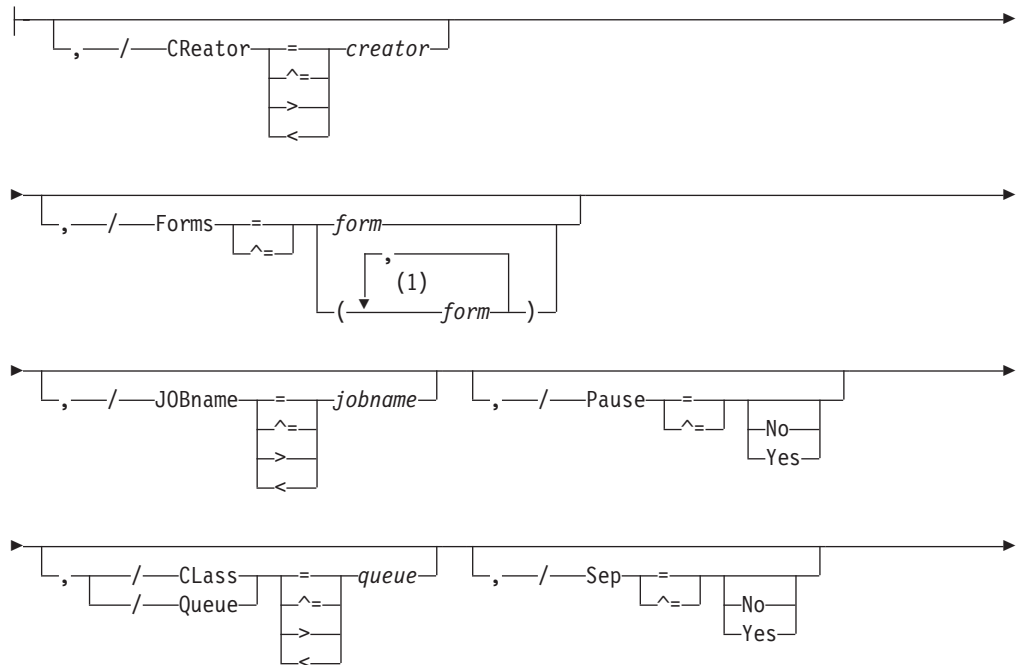 , / CReator = creator
^=
>
<
, / Forms = form
^= ,
(1)
( form )
, / JOBname = jobname , / Pause =
^= ^= No
> Yes
<
, / CLass = queue , / Sep =
/ Queue ^= ^= No
> Yes
<